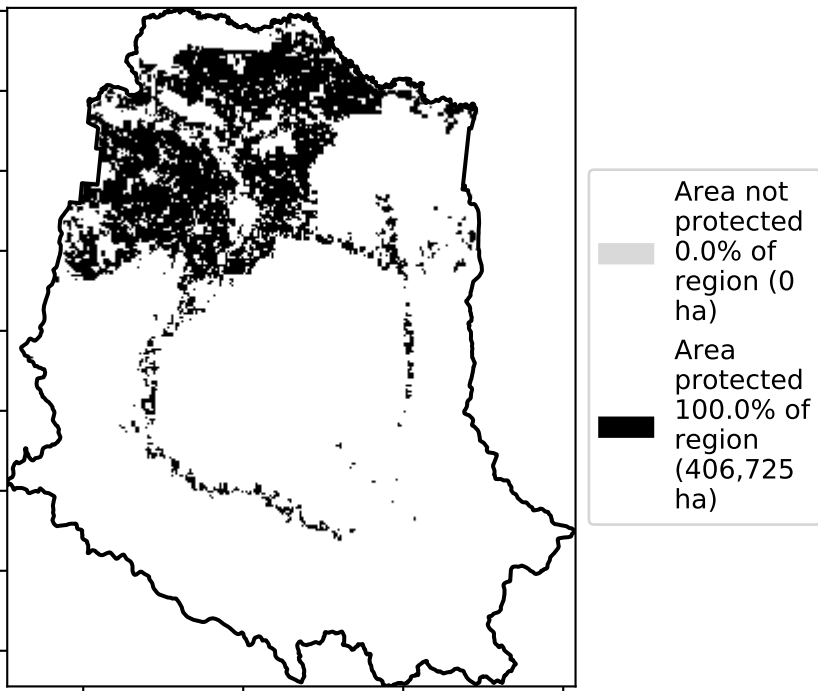 Area not
protected
0.0% of
region (0
ha)
Area
protected
100.0% of
region
(406,725
ha)